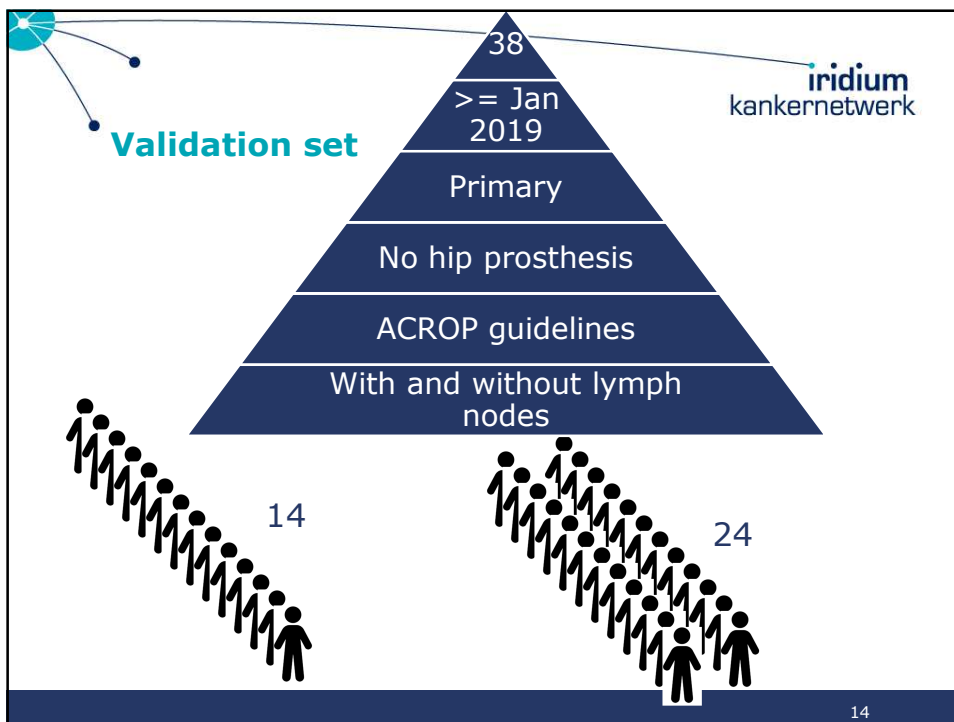 38
>= Jan
2019
iridium
kankernetwerk
Validation set
Primary
No hip prosthesis
ACROP guidelines
With and without lymph
nodes
14
24
14